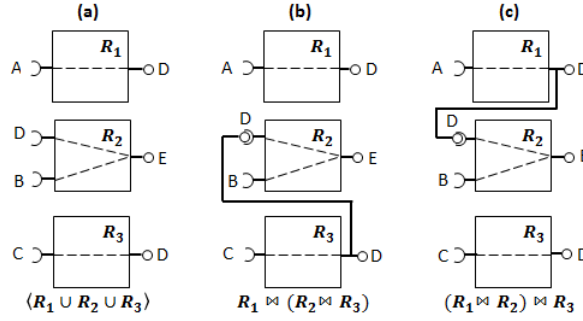 (a) (b) (c)
R₁ R₁ R₁
A D A D A D
D D D
R₂ R₂ R₂
E E E
B B B
R₃ R₃ R₃
C D C D C D
⟨R₁ ∪ R₂ ∪ R₃⟩ R₁ ⋈ (R₂⋈ R₃) (R₁⋈ R₂) ⋈ R₃